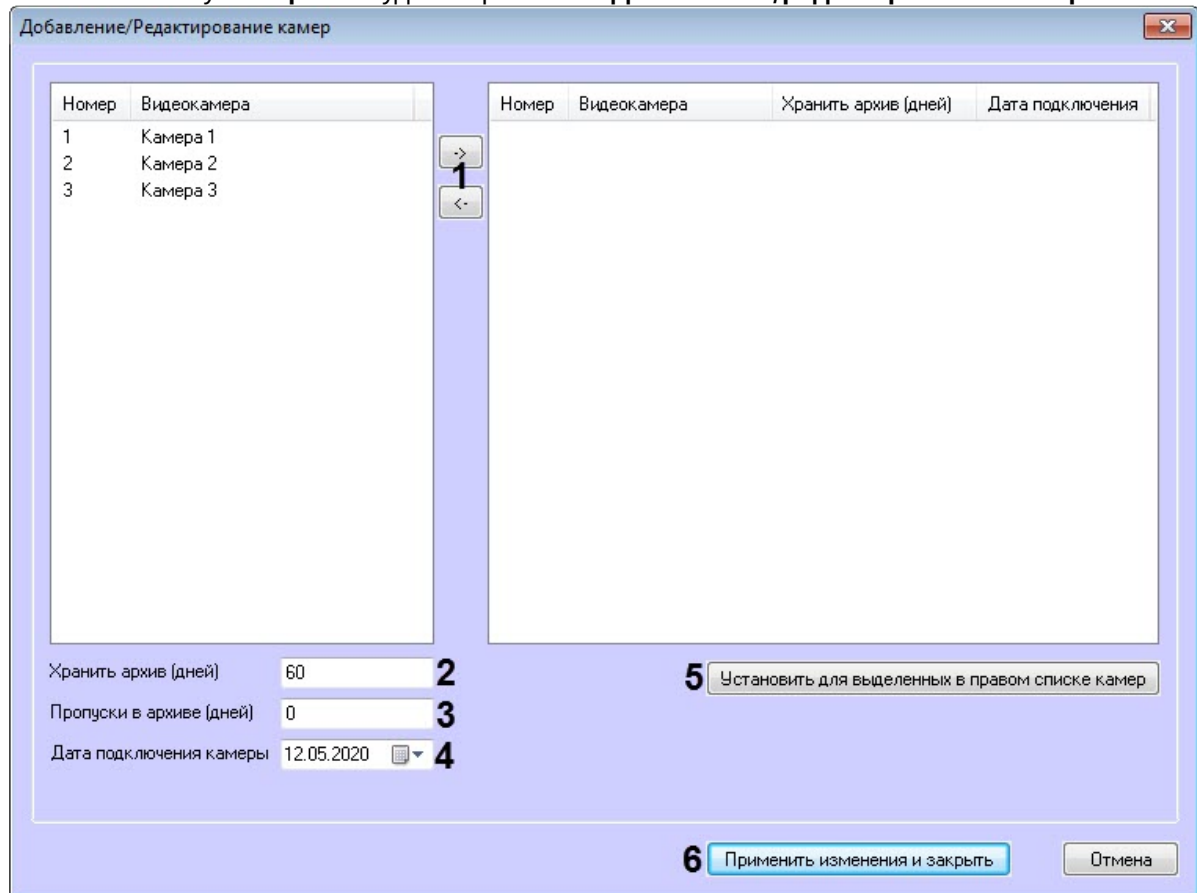 Добавление/Редактирование камер
Номер Видеокамера
1 Камера 1
2 Камера 2
3 Камера 3
->
1
<-
Номер Видеокамера Хранить архив (дней) Дата подключения
Хранить архив (дней) 60 2
Пропуски в архиве (дней) 0 3
Дата подключения камеры 12.05.2020 4
5 Установить для выделенных в правом списке камер
6 Применить изменения и закрыть Отмена